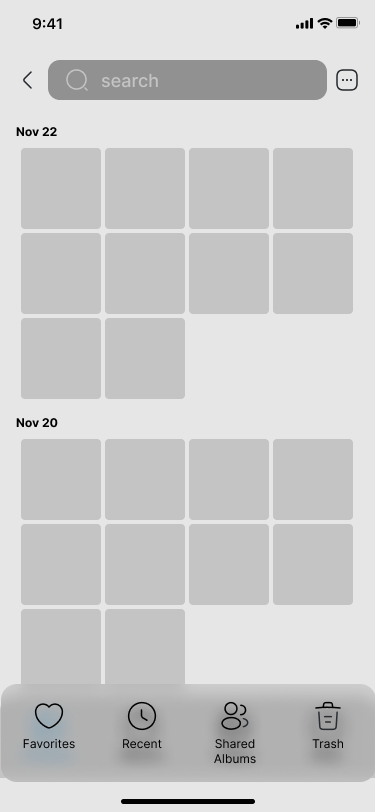 9:41
search
Nov 22
Nov 20
Favorites
Recent
Shared
Albums
Trash